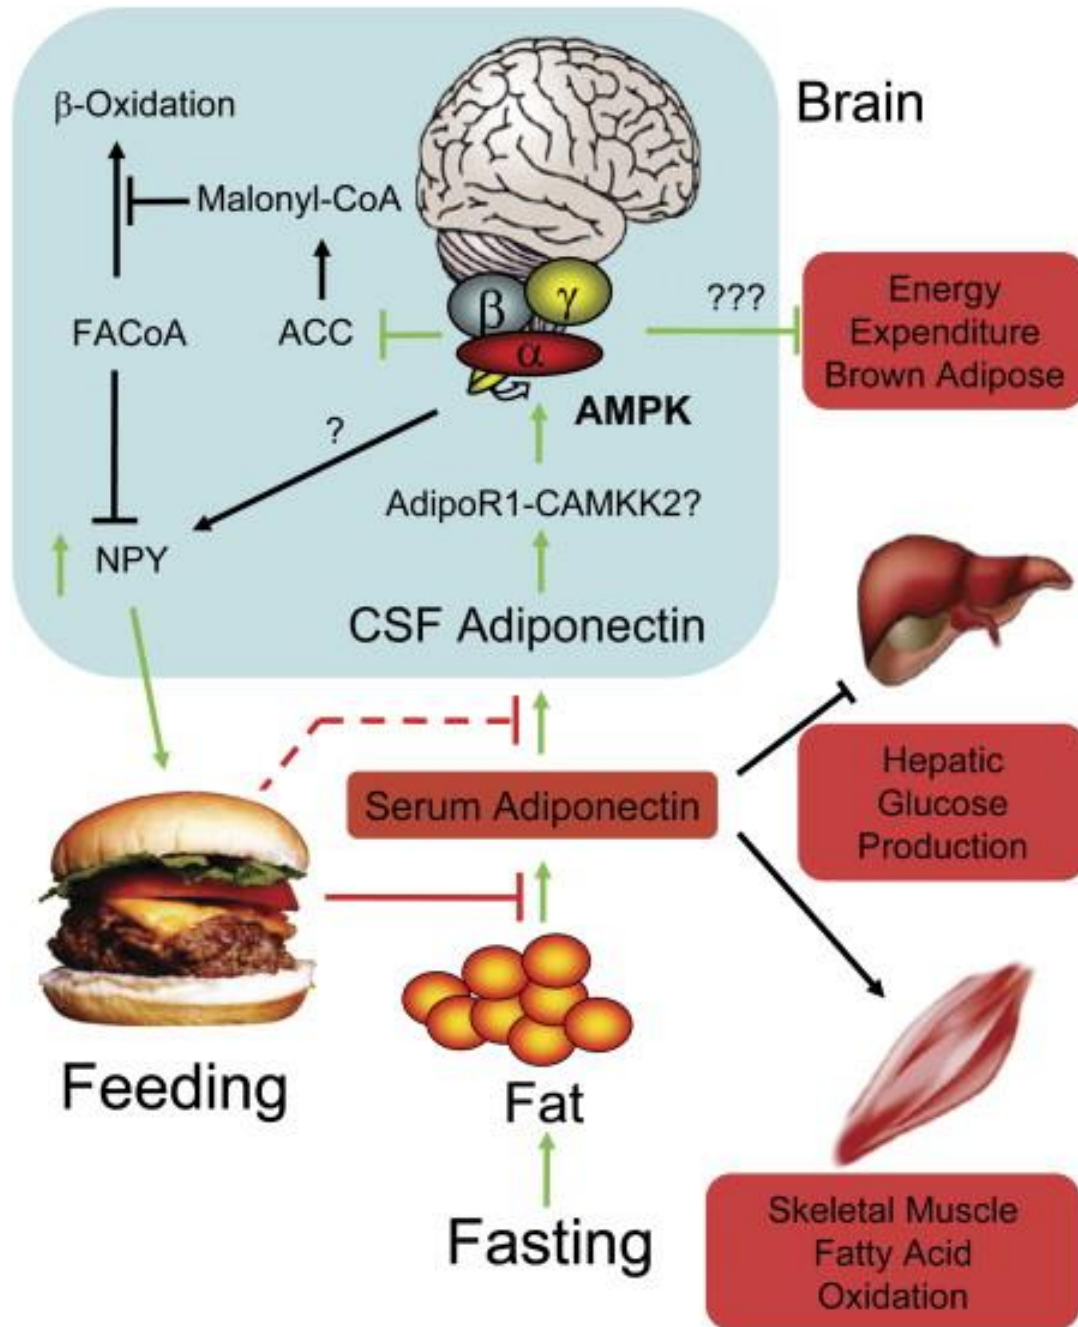 Brain
β-Oxidation
Malonyl-CoA
FACoA
ACC
β
γ
α
AMPK
???
Energy
Expenditure
Brown Adipose
?
AdipoR1-CAMKK2?
NPY
CSF Adiponectin
Serum Adiponectin
Hepatic
Glucose
Production
Feeding
Fat
Fasting
Skeletal Muscle
Fatty Acid
Oxidation